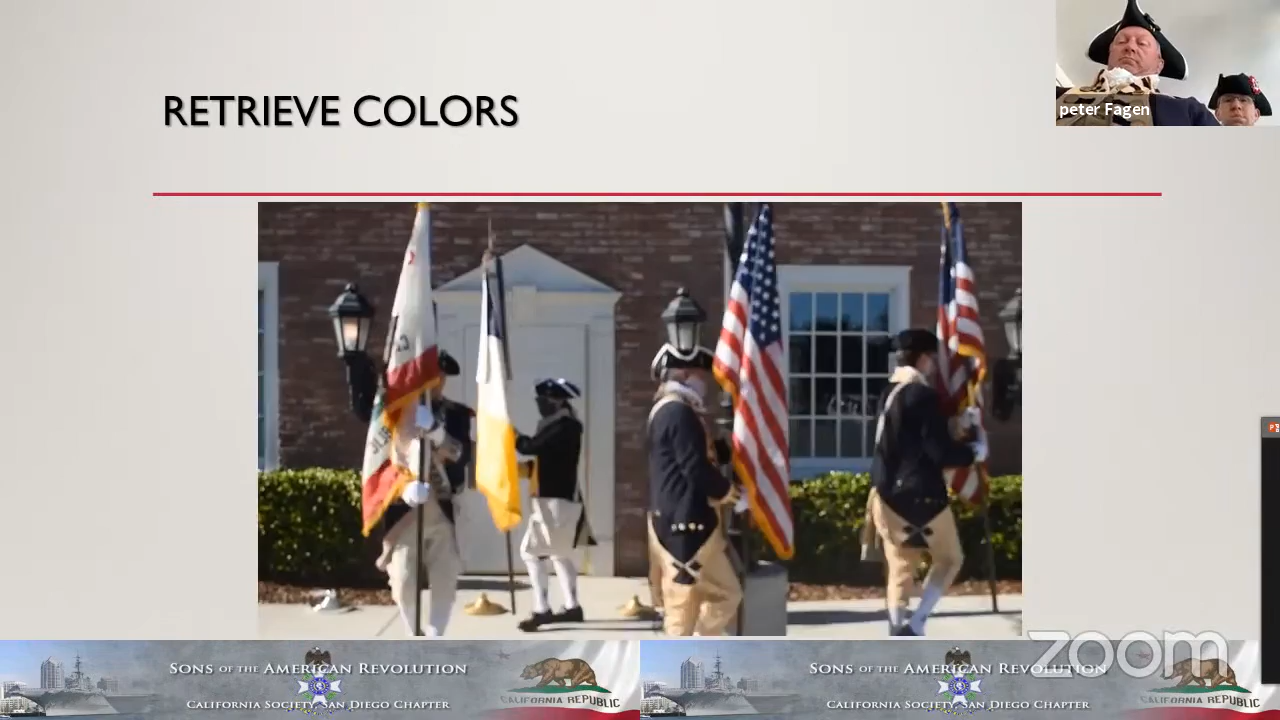 RETRIEVE COLORS
peter Fagen
SONS OF THE AMERICAN REVOLUTION
CALIFORNIA SOCIETY SAN DIEGO CHAPTER
CALIFORNIA REPUBLIC
SONS OF THE AMERICAN REVOLUTION
CALIFORNIA SOCIETY SAN DIEGO CHAPTER
CALIFORNIA REPUBLIC
zoom